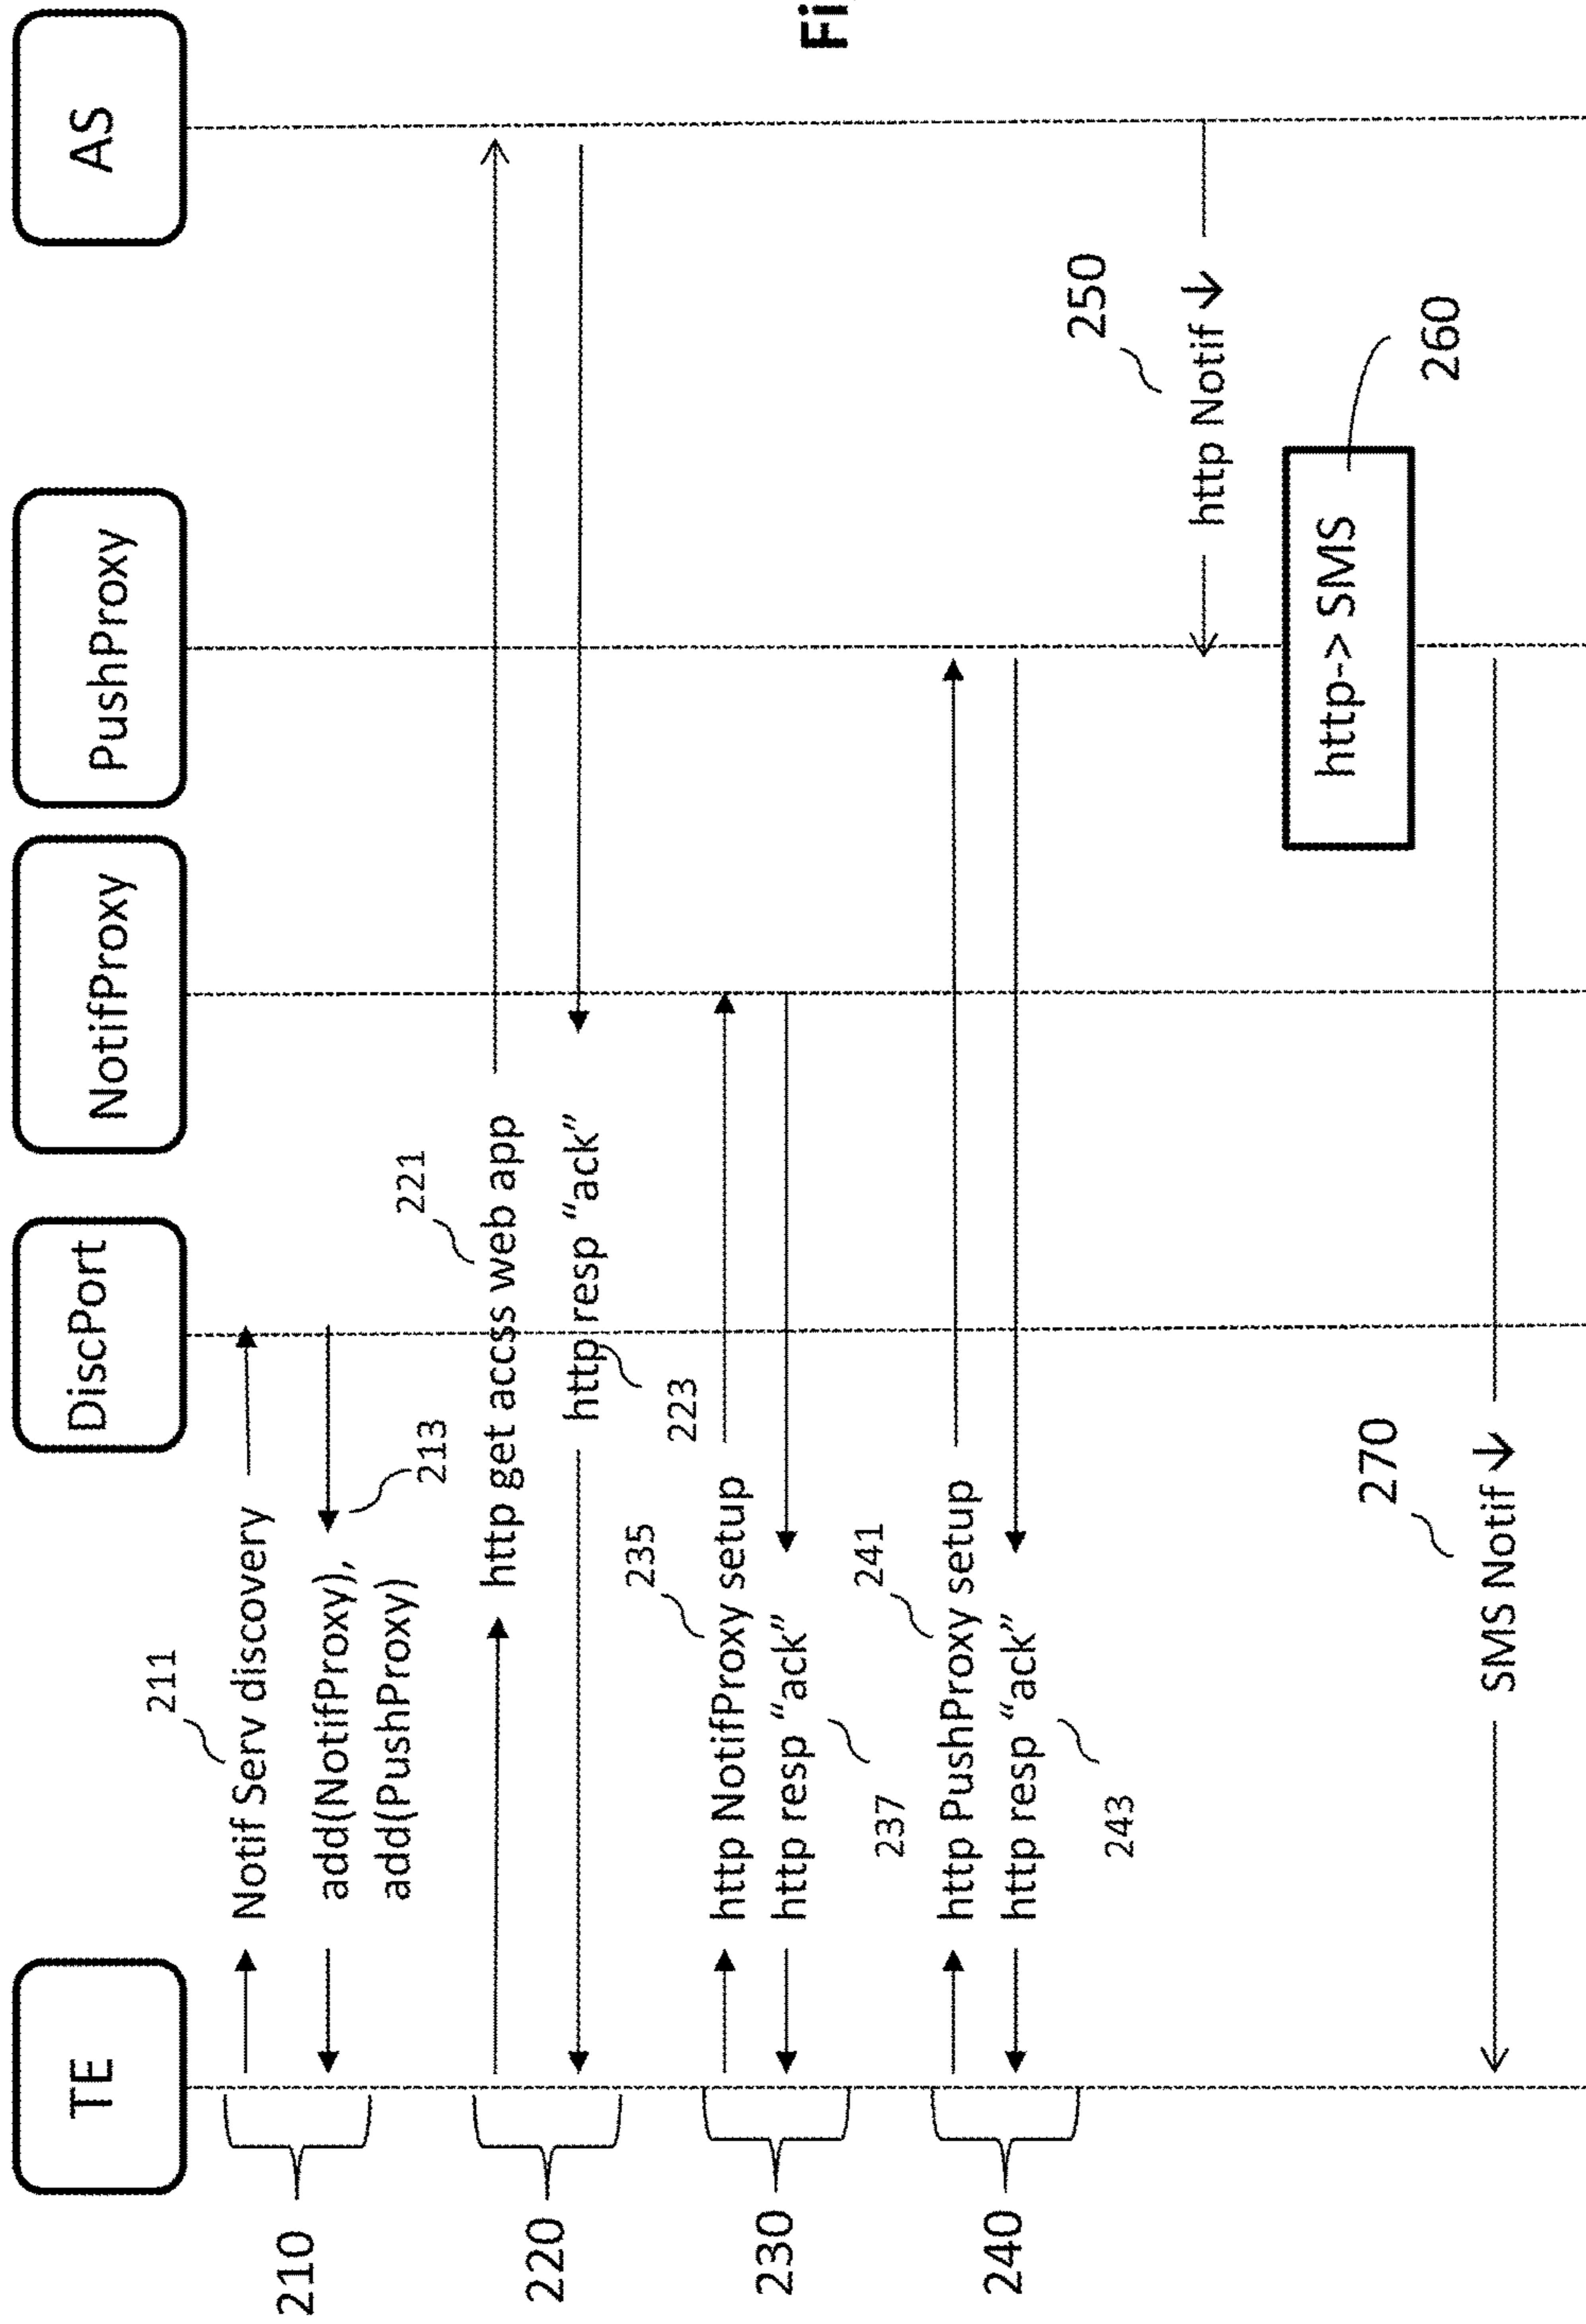 TE
DiscPort
NotifProxy
PushProxy
AS
210
211
Notif Serv discovery
add(NotifProxy),
add(PushProxy)
213
220
221
http get accss web app
http resp “ack”
223
230
235
http NotifProxy setup
http resp “ack”
237
240
241
http PushProxy setup
http resp “ack”
243
250
http Notif ↓
http-> SMS
260
270
SMS Notif ↓
Fi